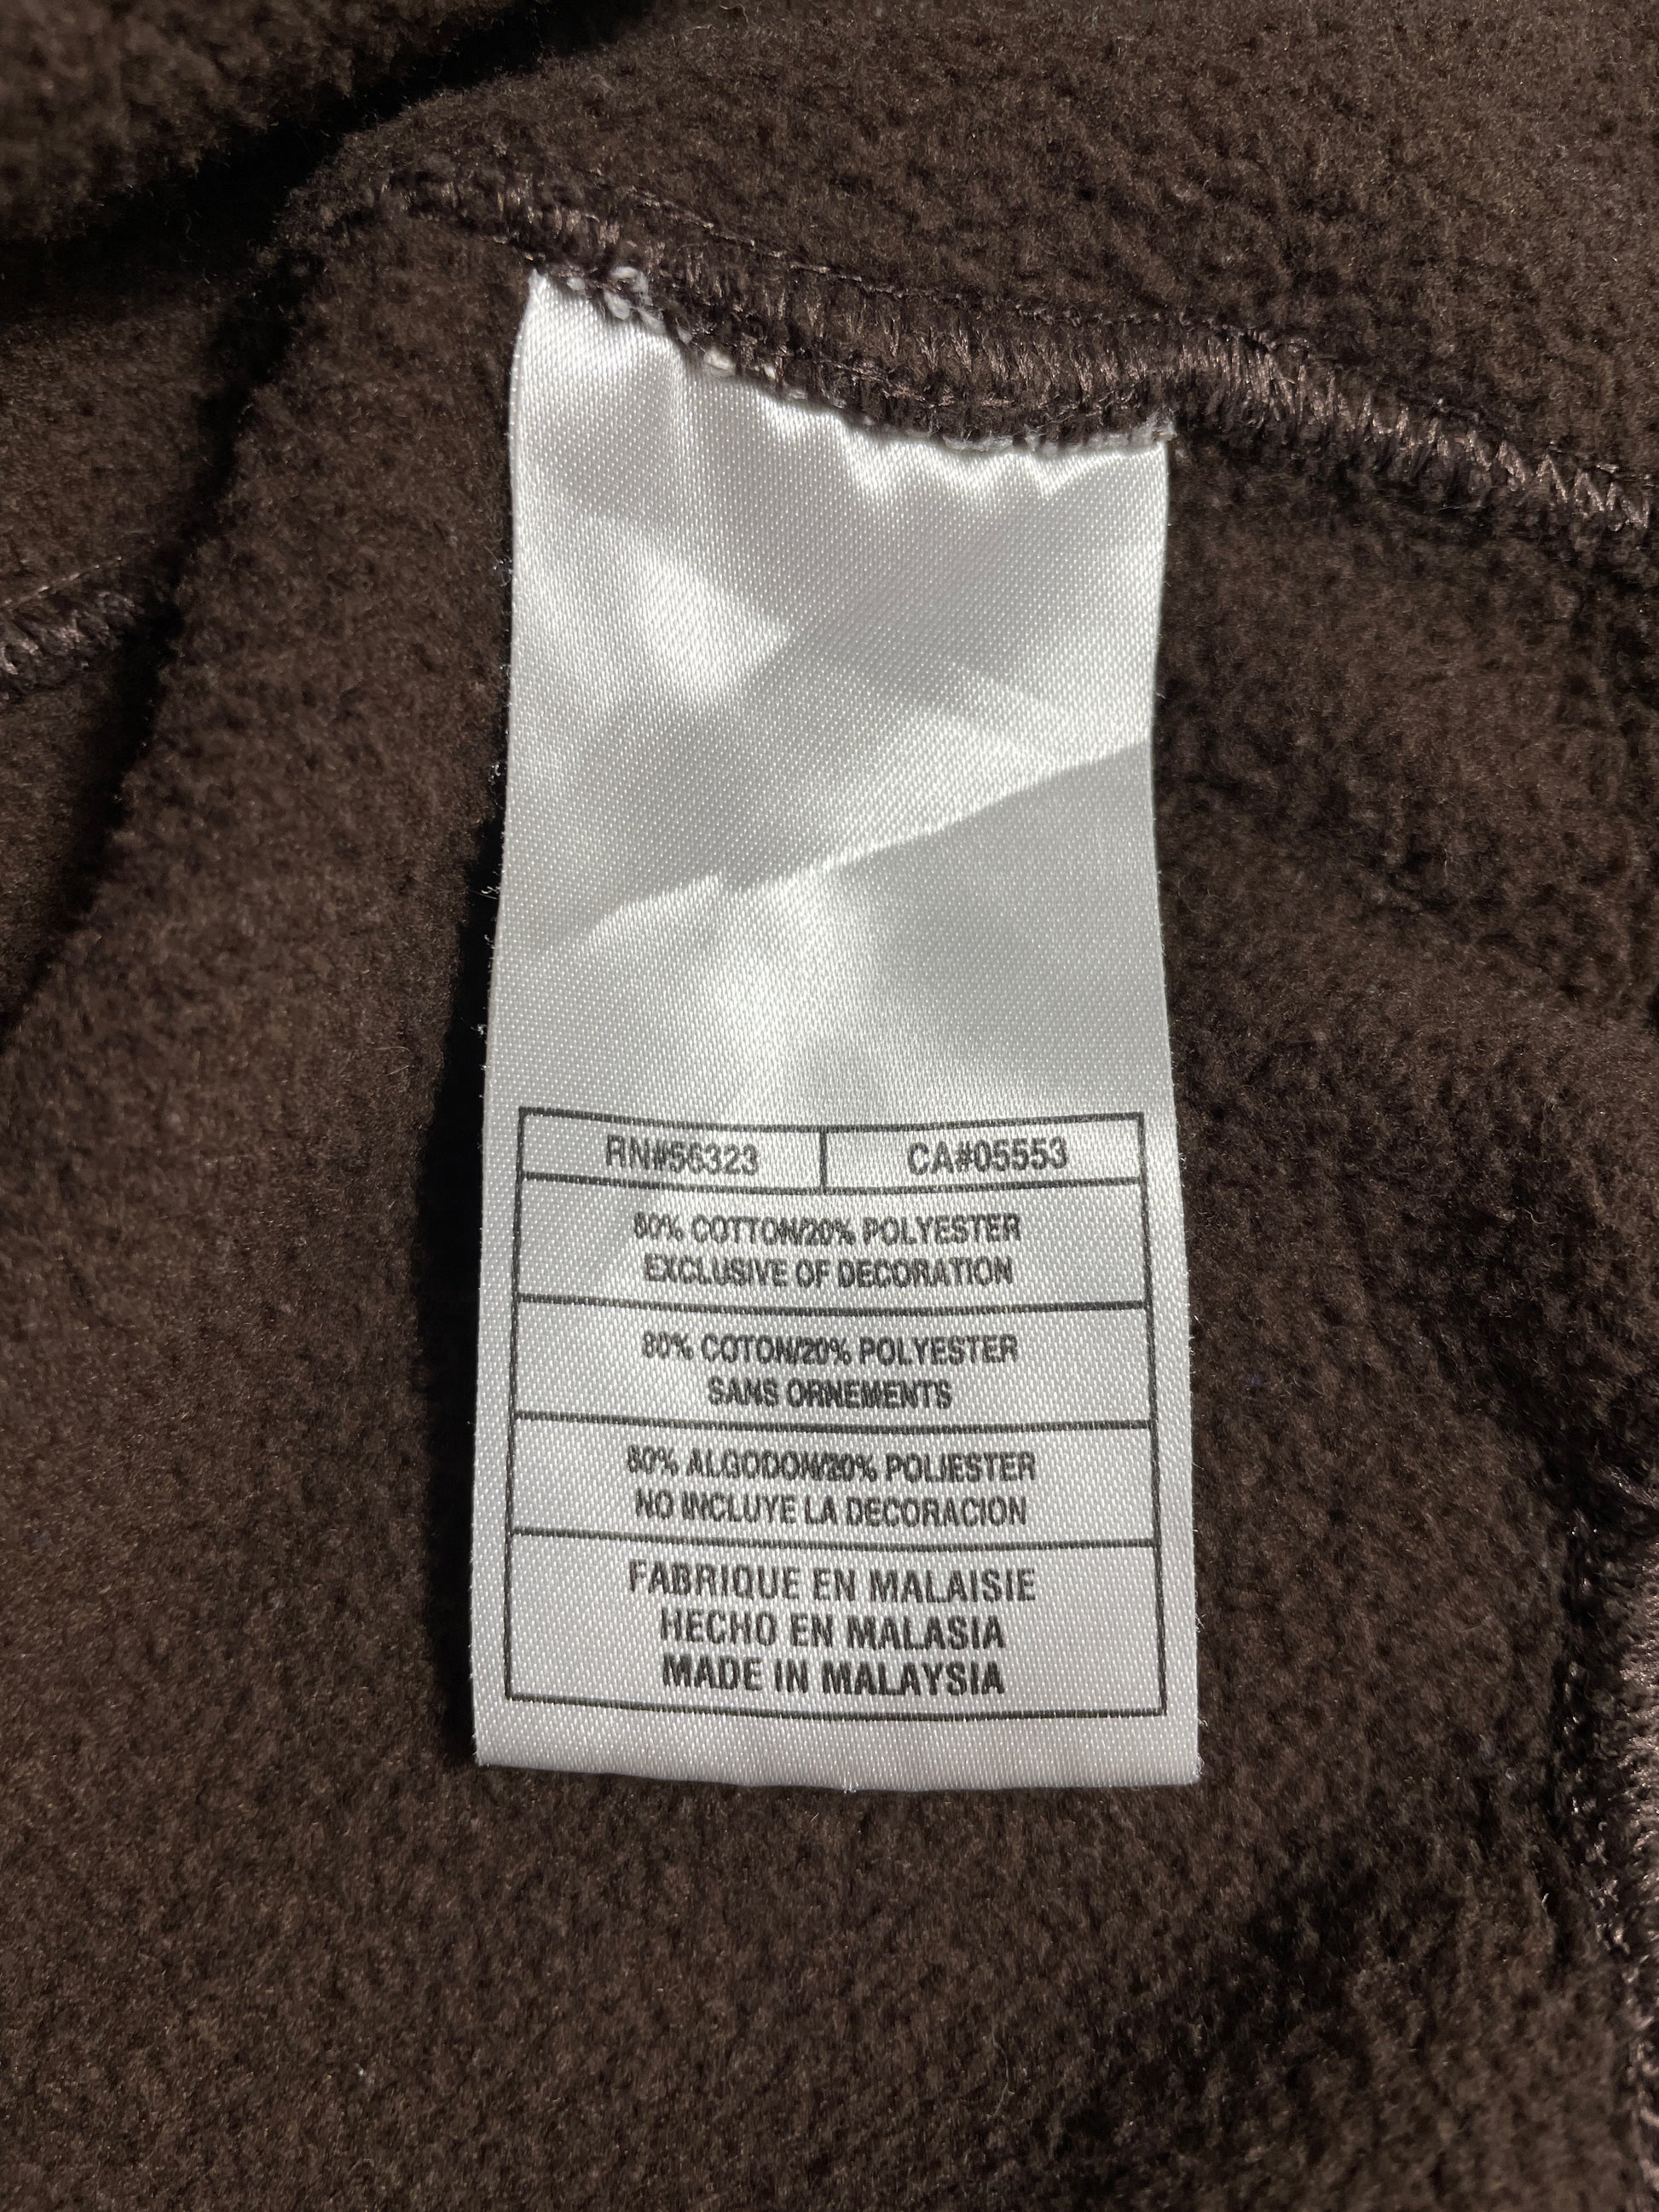 RN#56323 CA#05553
80% COTTON/20% POLYESTER
EXCLUSIVE OF DECORATION
80% COTON/20% POLYESTER
SANS ORNEMENTS
80% ALGODON/20% POLIESTER
NO INCLUYE LA DECORACION
FABRIQUE EN MALAISIE
HECHO EN MALASIA
MADE IN MALAYSIA